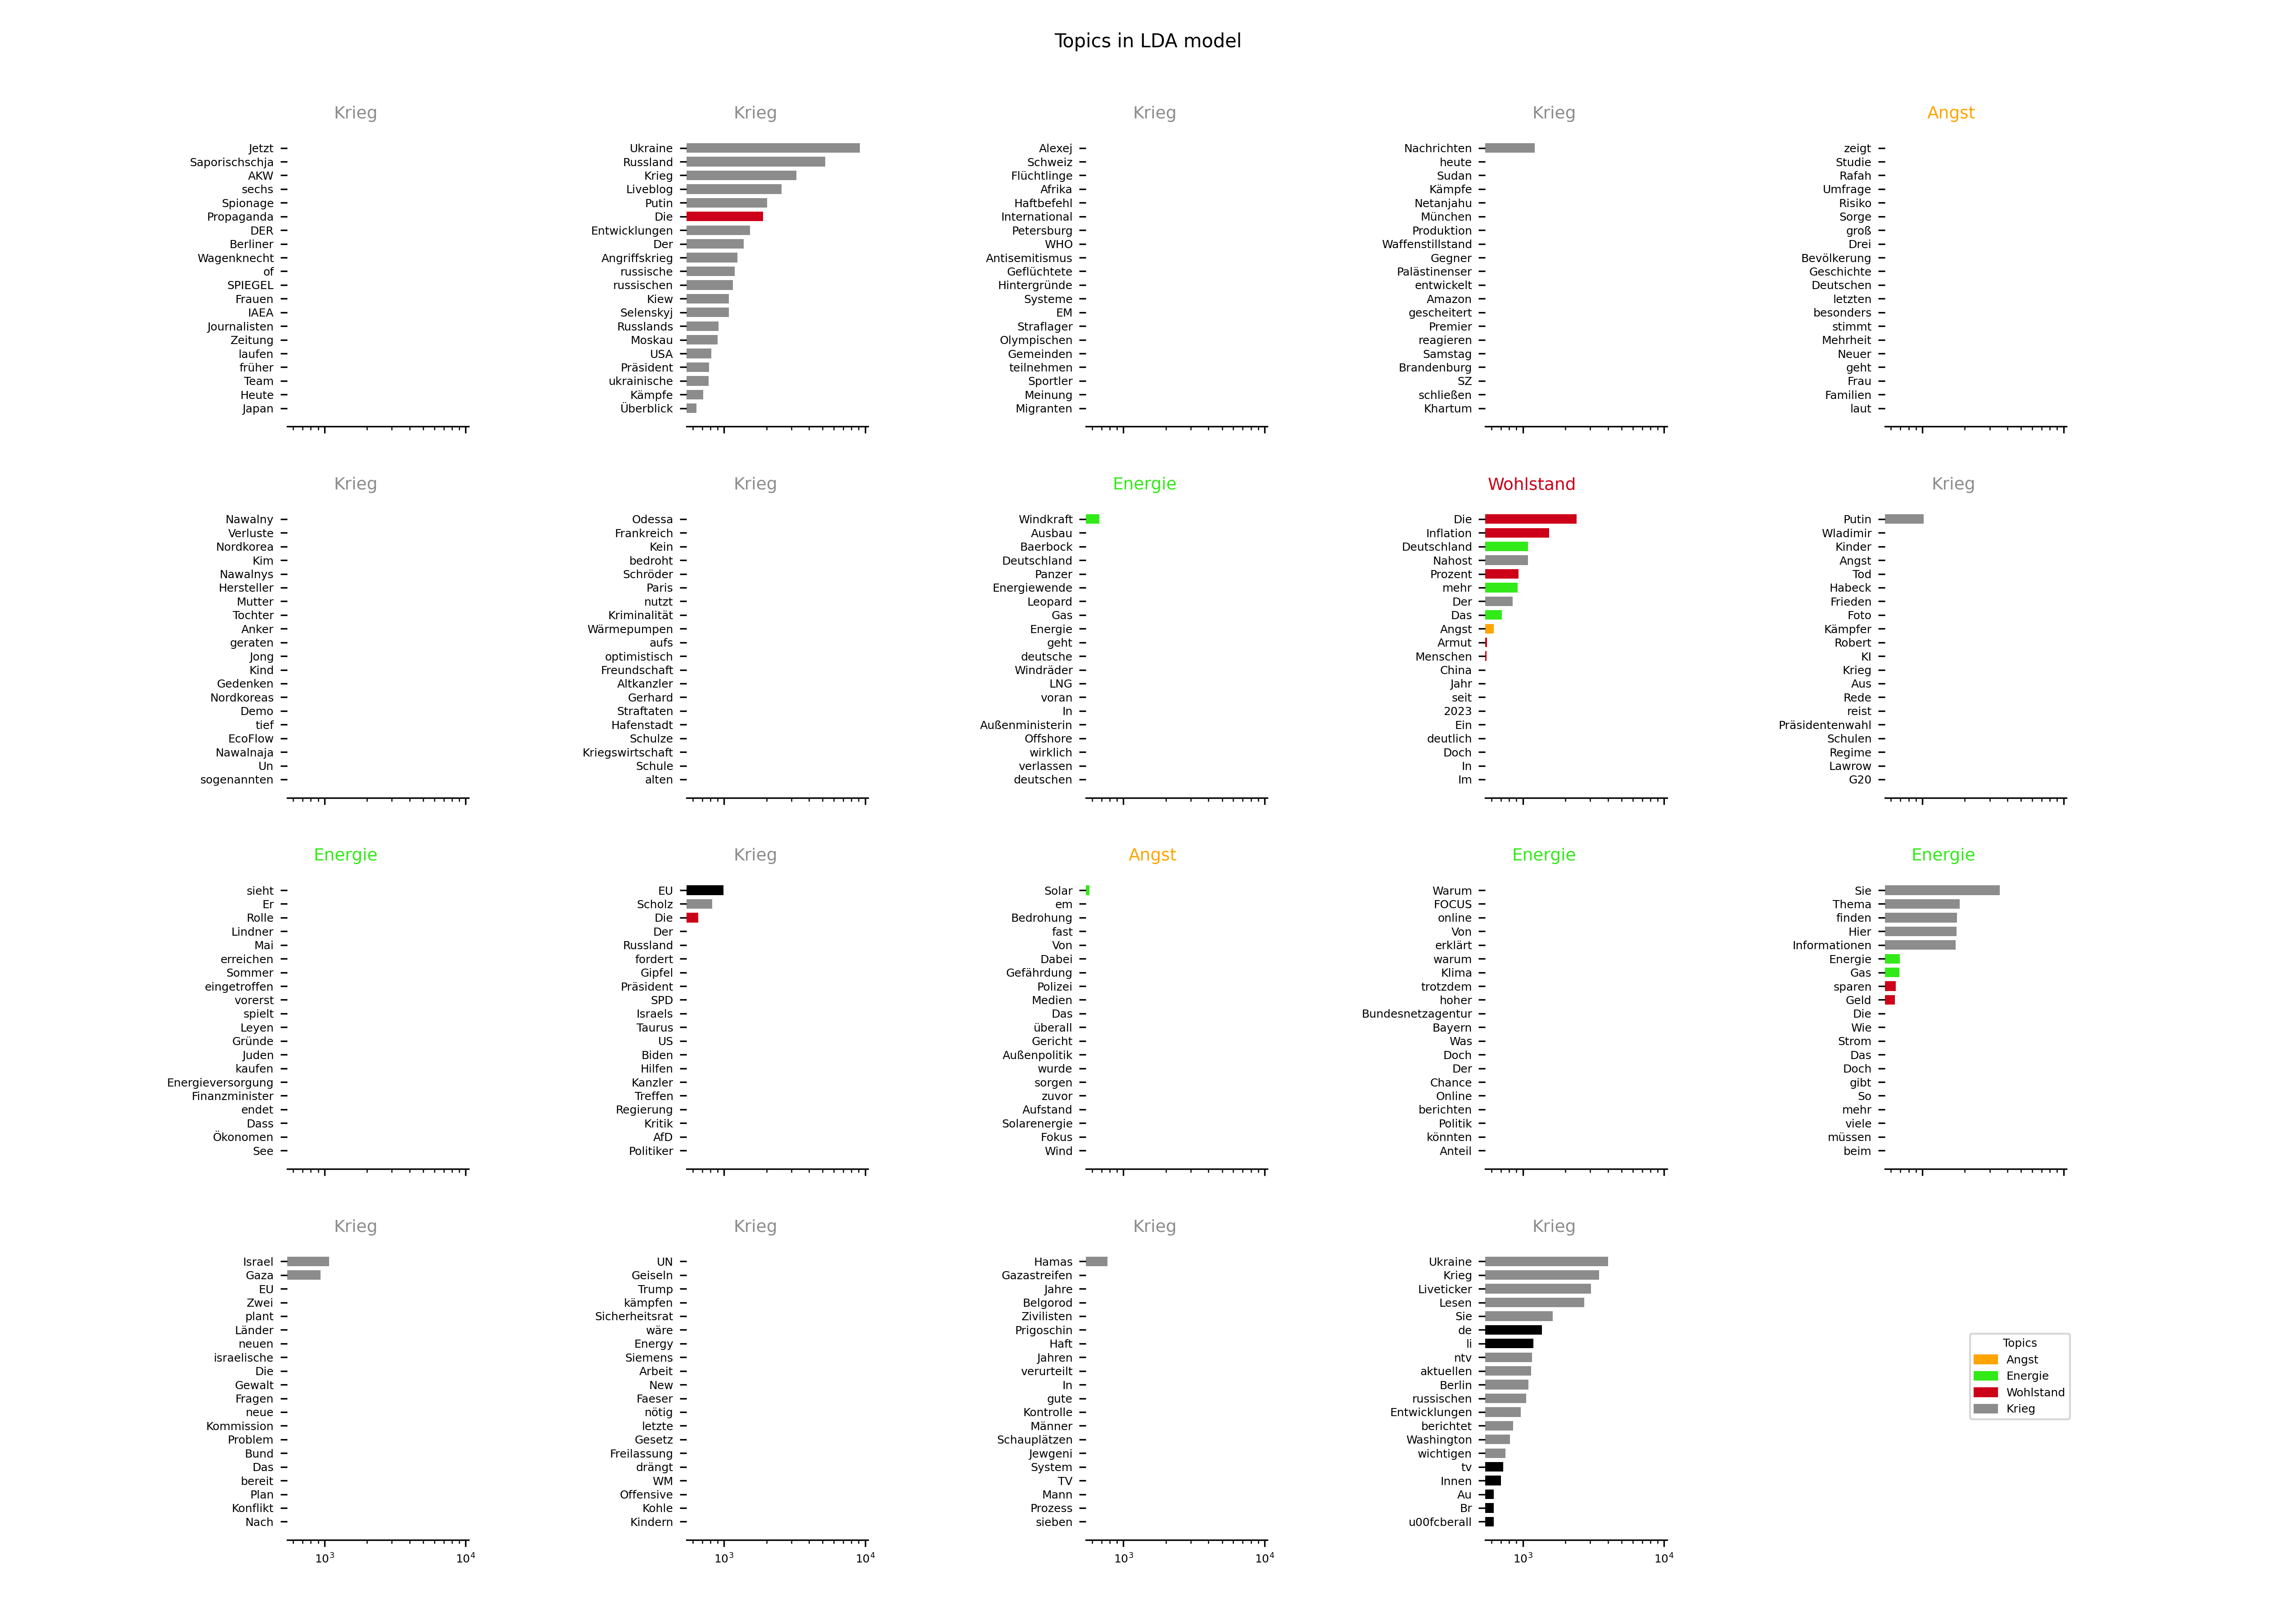 Topics in LDA model
Krieg
Jetzt
Saporischschja
AKW
sechs
Spionage
Propaganda
DER
Berliner
Wagenknecht
of
SPIEGEL
Frauen
IAEA
Journalisten
Zeitung
laufen
früher
Team
Heute
Japan
Krieg
Ukraine
Russland
Krieg
Liveblog
Putin
Die
Entwicklungen
Der
Angriffskrieg
russische
russischen
Kiew
Selenskyj
Russlands
Moskau
USA
Präsident
ukrainische
Kämpfe
Überblick
Krieg
Alexej
Schweiz
Flüchtlinge
Afrika
Haftbefehl
International
Petersburg
WHO
Antisemitismus
Geflüchtete
Hintergründe
Systeme
EM
Straflager
Olympischen
Gemeinden
teilnehmen
Sportler
Meinung
Migranten
Krieg
Nachrichten
heute
Sudan
Kämpfe
Netanjahu
München
Produktion
Waffenstillstand
Gegner
Palästinenser
entwickelt
Amazon
gescheitert
Premier
reagieren
Samstag
Brandenburg
SZ
schließen
Khartum
Angst
zeigt
Studie
Rafah
Umfrage
Risiko
Sorge
groß
Drei
Bevölkerung
Geschichte
Deutschen
letzten
besonders
stimmt
Mehrheit
Neuer
geht
Frau
Familien
laut
Krieg
Nawalny
Verluste
Nordkorea
Kim
Nawalnys
Hersteller
Mutter
Tochter
Anker
geraten
Jong
Kind
Gedenken
Nordkoreas
Demo
tief
EcoFlow
Nawalnaja
Un
sogenannten
Krieg
Odessa
Frankreich
Kein
bedroht
Schröder
Paris
nutzt
Kriminalität
Wärmepumpen
aufs
optimistisch
Freundschaft
Altkanzler
Gerhard
Straftaten
Hafenstadt
Schulze
Kriegswirtschaft
Schule
alten
Energie
Windkraft
Ausbau
Baerbock
Deutschland
Panzer
Energiewende
Leopard
Gas
Energie
geht
deutsche
Windräder
LNG
voran
In
Außenministerin
Offshore
wirklich
verlassen
deutschen
Wohlstand
Die
Inflation
Deutschland
Nahost
Prozent
mehr
Der
Das
Angst
Armut
Menschen
China
Jahr
seit
2023
Ein
deutlich
Doch
In
Im
Krieg
Putin
Wladimir
Kinder
Angst
Tod
Habeck
Frieden
Foto
Kämpfer
Robert
KI
Krieg
Aus
Rede
reist
Präsidentenwahl
Schulen
Regime
Lawrow
G20
Energie
sieht
Er
Rolle
Lindner
Mai
erreichen
Sommer
eingetroffen
vorerst
spielt
Leyen
Gründe
Juden
kaufen
Energieversorgung
Finanzminister
endet
Dass
Ökonomen
See
Krieg
EU
Scholz
Die
Der
Russland
fordert
Gipfel
Präsident
SPD
Israels
Taurus
US
Biden
Hilfen
Kanzler
Treffen
Regierung
Kritik
AfD
Politiker
Angst
Solar
em
Bedrohung
fast
Von
Dabei
Gefährdung
Polizei
Medien
Das
überall
Gericht
Außenpolitik
wurde
sorgen
zuvor
Aufstand
Solarenergie
Fokus
Wind
Energie
Warum
FOCUS
online
Von
erklärt
warum
Klima
trotzdem
hoher
Bundesnetzagentur
Bayern
Was
Doch
Der
Chance
Online
berichten
Politik
könnten
Anteil
Energie
Sie
Thema
finden
Hier
Informationen
Energie
Gas
sparen
Geld
Die
Wie
Strom
Das
Doch
gibt
So
mehr
viele
müssen
beim
Krieg
Israel
Gaza
EU
Zwei
plant
Länder
neuen
israelische
Die
Gewalt
Fragen
neue
Kommission
Problem
Bund
Das
bereit
Plan
Konflikt
Nach
10³ 10⁴
Krieg
UN
Geiseln
Trump
kämpfen
Sicherheitsrat
wäre
Energy
Siemens
Arbeit
New
Faeser
nötig
letzte
Gesetz
Freilassung
drängt
WM
Offensive
Kohle
Kindern
10³ 10⁴
Krieg
Hamas
Gazastreifen
Jahre
Belgorod
Zivilisten
Prigoschin
Haft
Jahren
verurteilt
In
gute
Kontrolle
Männer
Schauplätzen
Jewgeni
System
TV
Mann
Prozess
sieben
10³ 10⁴
Krieg
Ukraine
Krieg
Liveticker
Lesen
Sie
de
li
ntv
aktuellen
Berlin
russischen
Entwicklungen
berichtet
Washington
wichtigen
tv
Innen
Au
Br
u00fcberall
10³ 10⁴
Topics
Angst
Energie
Wohlstand
Krieg